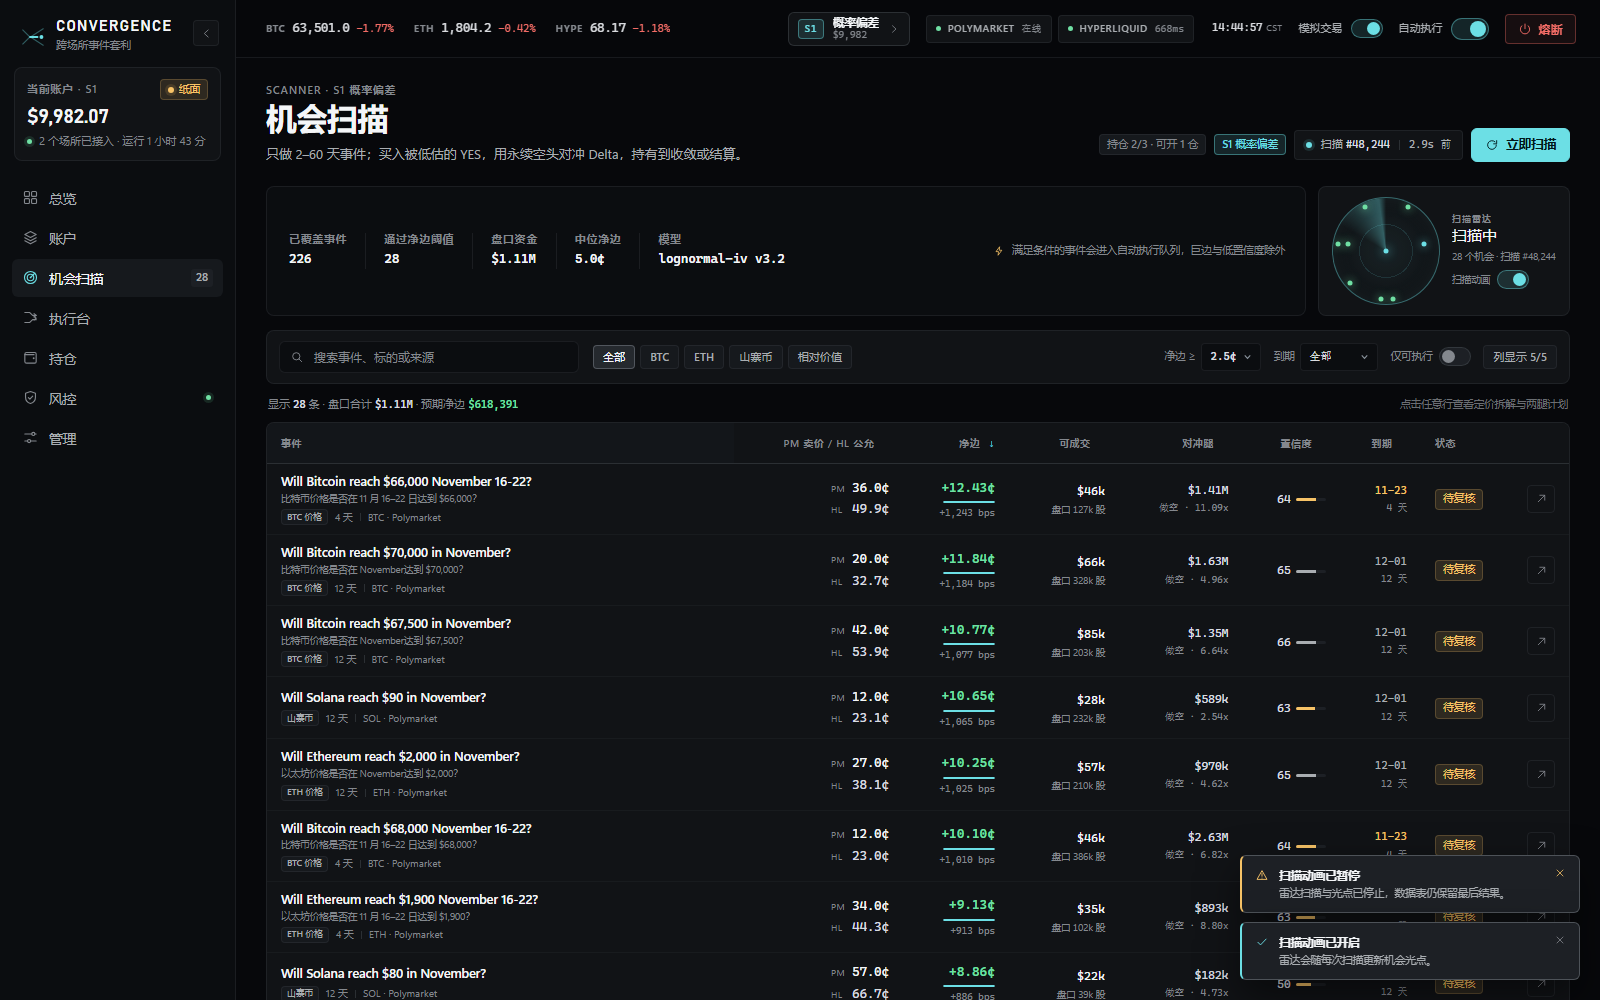 CONVERGENCE
跨场所事件套利
当前账户 · S1
纸面
$9,982.07
2 个场所已接入 · 运行 1 小时 43 分
总览
账户
机会扫描 28
执行台
持仓
风控
管理
BTC 63,501.0 -1.77% ETH 1,804.2 -0.42% HYPE 68.17 -1.18%
S1 概率偏差
$9,982
POLYMARKET 在线
HYPERLIQUID 668ms
14:44:57 CST
模拟交易
自动执行
熔断
SCANNER · S1 概率偏差
机会扫描
只做 2–60 天事件；买入被低估的 YES，用永续空头对冲 Delta，持有到收敛或结算。
持仓 2/3 · 可开 1 仓
S1 概率偏差
扫描 #48,244 2.9s 前
立即扫描
已覆盖事件 通过净边阈值 盘口资金 中位净边 模型
226 28 $1.11M 5.0¢ lognormal-iv v3.2
满足条件的事件会进入自动执行队列，巨边与低置信度除外
扫描雷达
扫描中
28 个机会 · 扫描 #48,244
扫描动画
搜索事件、标的或来源
全部 BTC ETH 山寨币 相对价值
净边 ≥ 2.5¢ 到期 全部 仅可执行 列显示 5/5
显示 28 条 · 盘口合计 $1.11M · 预期净边 $618,391
点击任意行查看定价拆解与两腿计划
事件 PM 卖价 / HL 公允 净边 ↓ 可成交 对冲腿 置信度 到期 状态
Will Bitcoin reach $66,000 November 16-22?
比特币价格是否在 11 月 16–22 日达到 $66,000?
BTC 价格 4 天 BTC · Polymarket
PM 36.0¢ +12.43¢ $46k $1.41M 64 11-23 待复核
HL 49.9¢ +1,243 bps 盘口 127k 股 做空 · 11.09x 4 天
Will Bitcoin reach $70,000 in November?
比特币价格是否在 November达到 $70,000?
BTC 价格 12 天 BTC · Polymarket
PM 20.0¢ +11.84¢ $66k $1.63M 65 12-01 待复核
HL 32.7¢ +1,184 bps 盘口 328k 股 做空 · 4.96x 12 天
Will Bitcoin reach $67,500 in November?
比特币价格是否在 November达到 $67,500?
BTC 价格 12 天 BTC · Polymarket
PM 42.0¢ +10.77¢ $85k $1.35M 66 12-01 待复核
HL 53.9¢ +1,077 bps 盘口 203k 股 做空 · 6.64x 12 天
Will Solana reach $90 in November?
山寨币 12 天 SOL · Polymarket
PM 12.0¢ +10.65¢ $28k $589k 63 12-01 待复核
HL 23.1¢ +1,065 bps 盘口 232k 股 做空 · 2.54x 12 天
Will Ethereum reach $2,000 in November?
以太坊价格是否在 November达到 $2,000?
ETH 价格 12 天 ETH · Polymarket
PM 27.0¢ +10.25¢ $57k $970k 65 12-01 待复核
HL 38.1¢ +1,025 bps 盘口 210k 股 做空 · 4.62x 12 天
Will Bitcoin reach $68,000 November 16-22?
比特币价格是否在 11 月 16–22 日达到 $68,000?
BTC 价格 4 天 BTC · Polymarket
PM 12.0¢ +10.10¢ $46k $2.63M 64 11-23 待复核
HL 23.0¢ +1,010 bps 盘口 386k 股 做空 · 6.82x 4 天
Will Ethereum reach $1,900 November 16-22?
以太坊价格是否在 11 月 16–22 日达到 $1,900?
ETH 价格 4 天 ETH · Polymarket
PM 34.0¢ +9.13¢ $35k $893k 63 待复核
HL 44.3¢ +913 bps 盘口 102k 股 做空 · 8.80x
Will Solana reach $80 in November?
山寨币 12 天 SOL · Polymarket
PM 57.0¢ +8.86¢ $22k $182k 50 待复核
HL 66.7¢ +886 bps 盘口 39k 股 做空 · 4.73x 12 天
扫描动画已暂停
雷达扫描与光点已停止，数据表仍保留最后结果。
扫描动画已开启
雷达会随每次扫描更新机会光点。